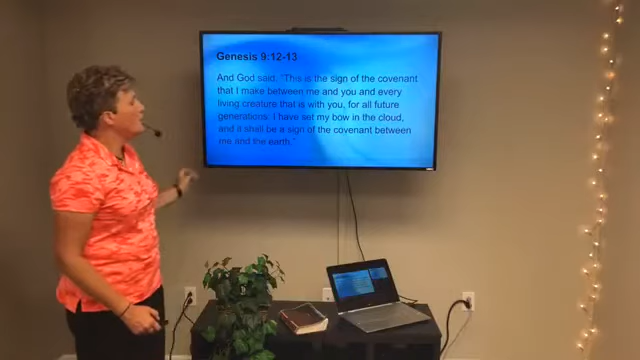 Genesis 9:12-13
And God said, "This is the sign of the covenant
that I make between me and you and every
living creature that is with you, for all future
generations: I have set my bow in the cloud,
and it shall be a sign of the covenant between
me and the earth."